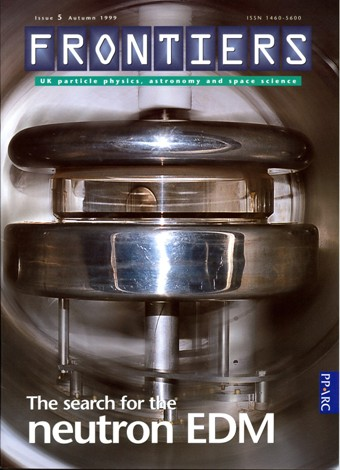 Issue 5 Autumn 1999
ISSN 1460-5600
FRONTIERS
UK particle physics, astronomy and space science
PPARC
The search for the
neutron EDM